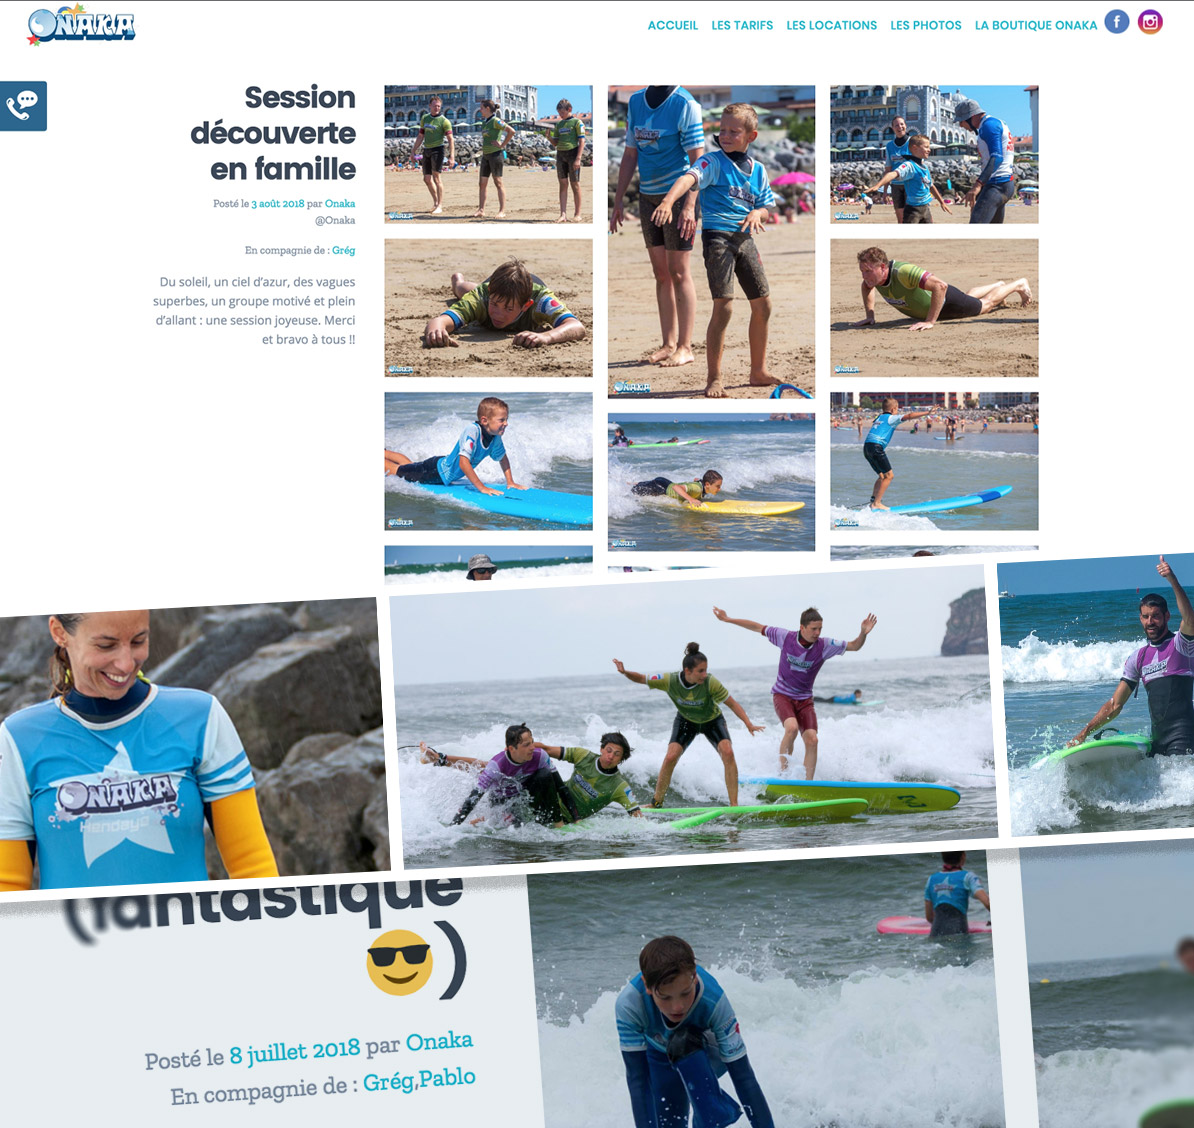 ONAKA
ACCUEIL LES TARIFS LES LOCATIONS LES PHOTOS LA BOUTIQUE ONAKA
Session
découverte
en famille
Posté le 3 août 2018 par Onaka
@Onaka
En compagnie de : Grég
Du soleil, un ciel d’azur, des vagues
superbes, un groupe motivé et plein
d’allant : une session joyeuse. Merci
et bravo à tous !!
ONAKA
Hendaye
(fantastique
😎)
Posté le 8 juillet 2018 par Onaka
En compagnie de : Grég,Pablo